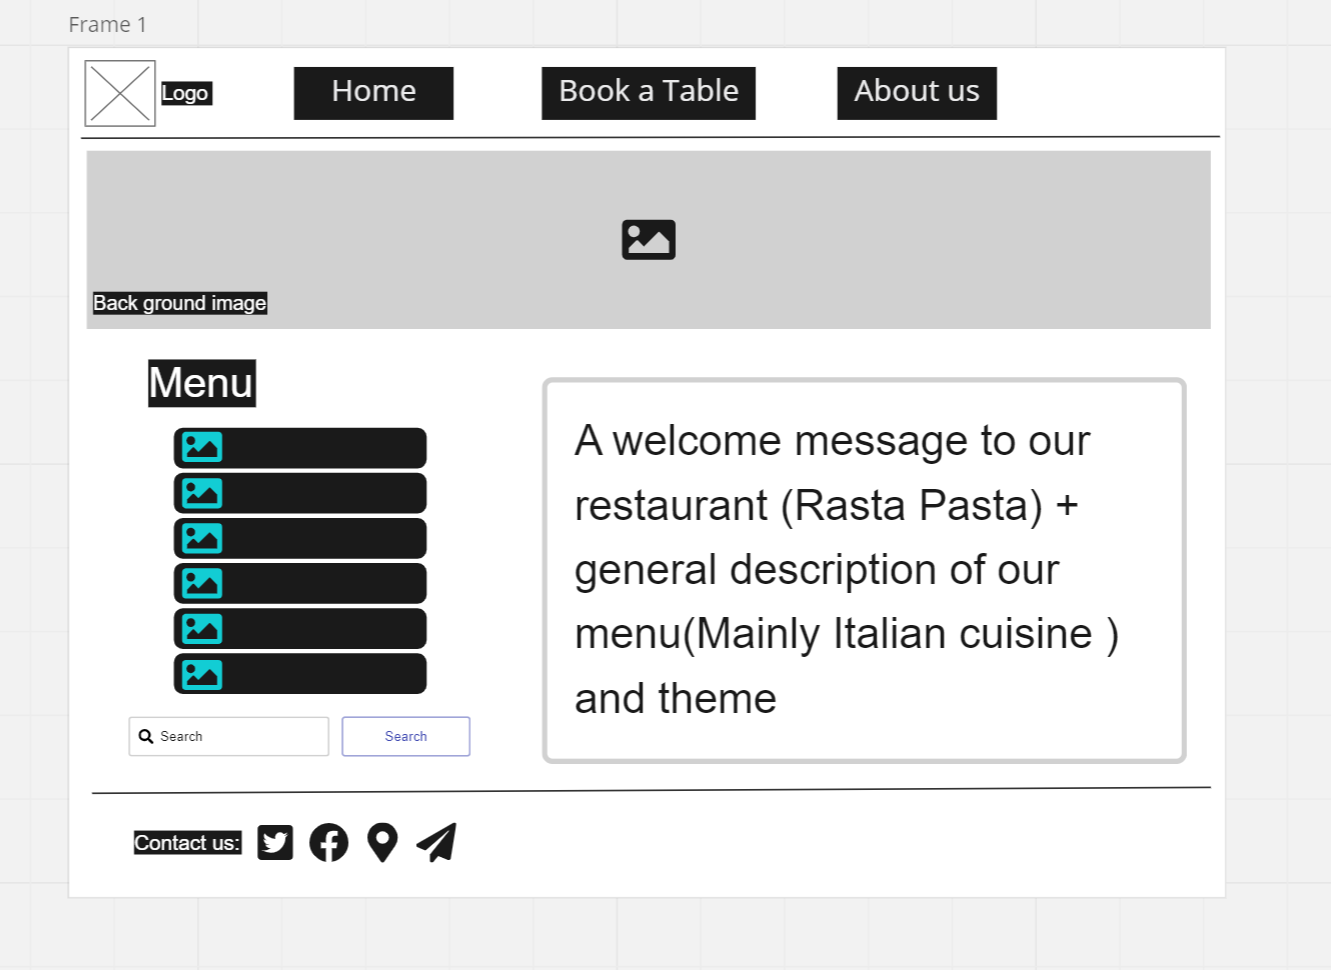 Frame 1
Logo
Home
Book a Table
About us
Back ground image
Menu
A welcome message to our
restaurant (Rasta Pasta) +
general description of our
menu(Mainly Italian cuisine )
and theme
Search
Search
Contact us: